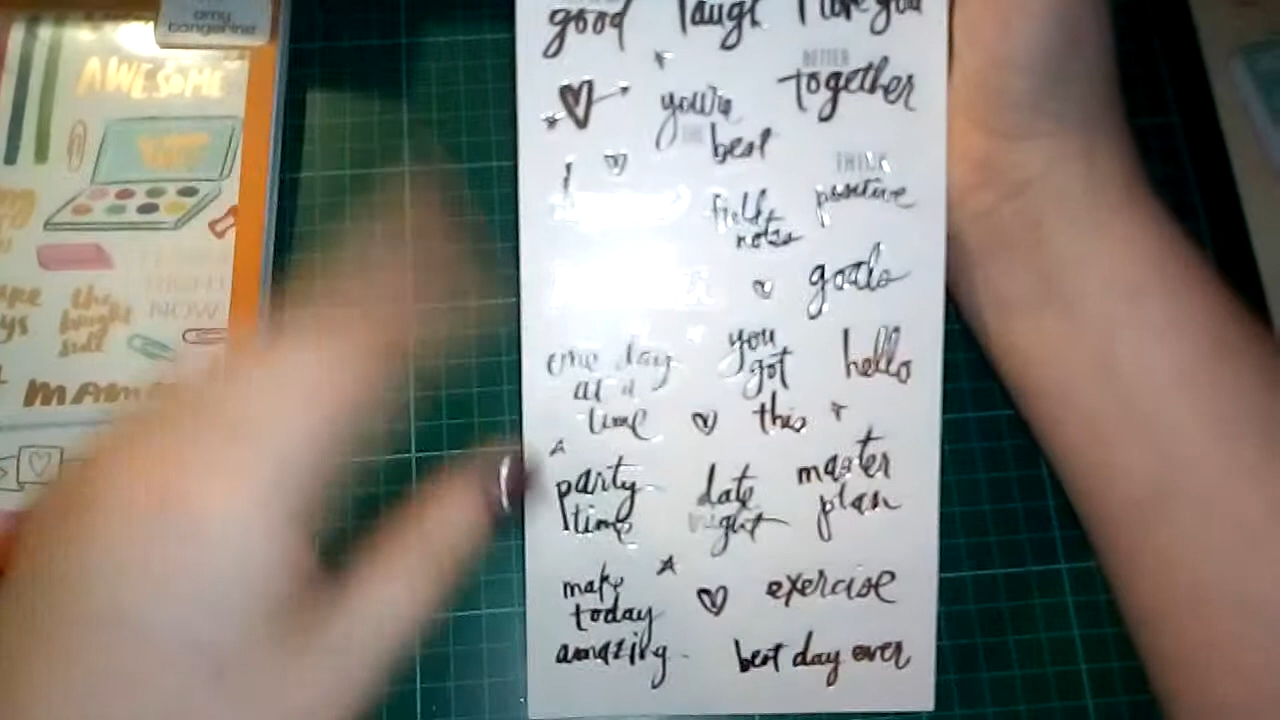 amy
tangerine
AWESOME
the
bright
side
NOW
MAMA
good
laugh
I love you
BETTER
together
you're
THE
best
THINK
positive
field
notes
goals
one day
at a
time
you
got
this
hello
party
time
date
night
master
plan
make
today
amazing
exercise
best day ever